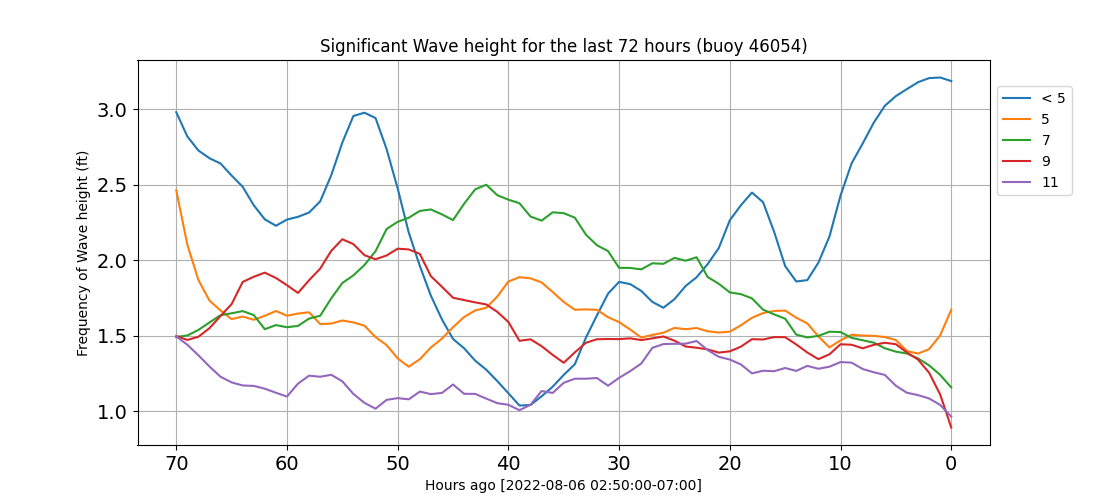 Significant Wave height for the last 72 hours (buoy 46054)
Frequency of Wave height (ft)
3.0
2.5
2.0
1.5
1.0
70 60 50 40 30 20 10 0
Hours ago [2022-08-06 02:50:00-07:00]
< 5
5
7
9
11